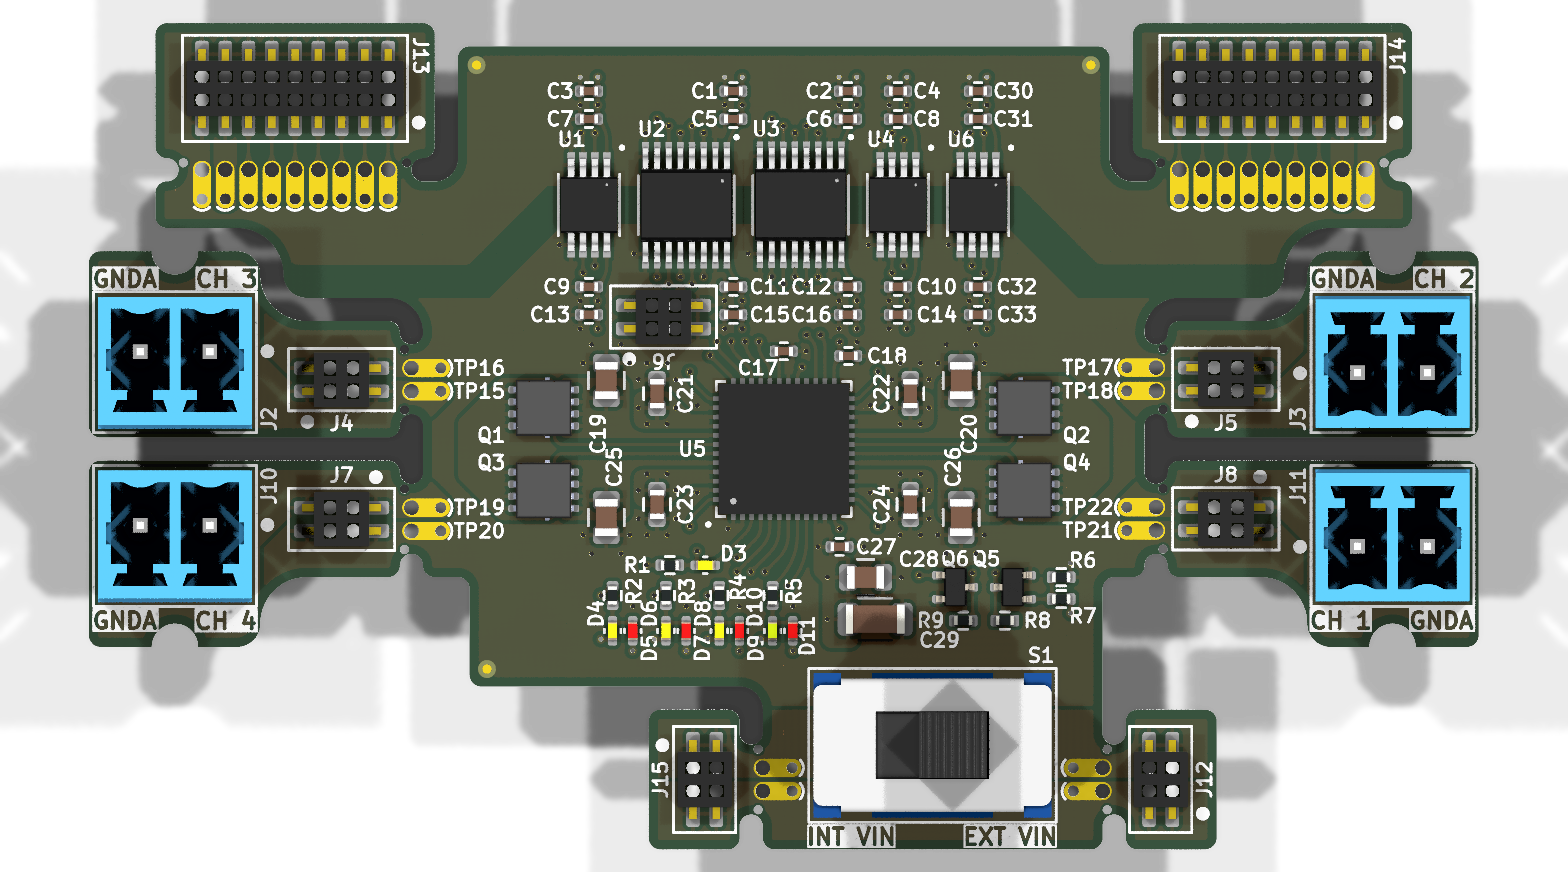 J13
J14
C3 C1 C2 C4 C30
C7 C5 C6 C8 C31
U1 U2 U3 U4 U6
GNDA CH 3
GNDA CH 2
C9 C11 C12 C10 C32
C13 C15 C16 C14 C33
C17 C18
TP16 TP17
TP15 TP18
C21 C22
J2 J4 J5 J3
Q1 C19 C20 Q2
U5
Q3 C25 C26 Q4
J10 J7 J8 J11
TP19 C23 C24 TP22
TP20 TP21
R1 D3 C27 C28 Q6 Q5 R6
D4 R2 D6 R3 D8 R4 D10 R5
R7
GNDA CH 4
R9 R8
CH 1 GNDA
D5 D7 D9 D11 C29
S1
J15 J12
INT VIN EXT VIN